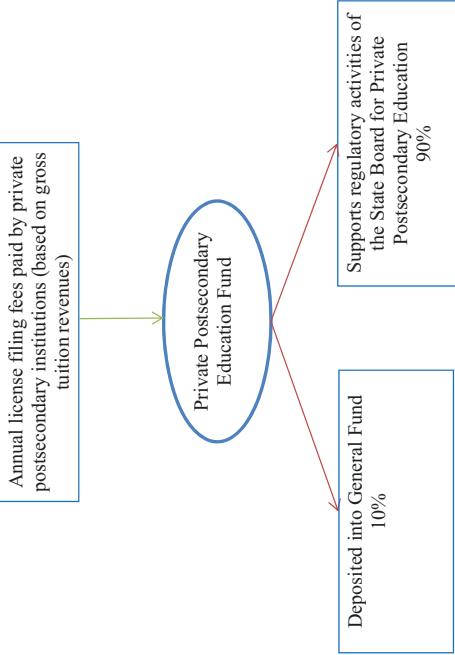 Annual license filing fees paid by private
postsecondary institutions (based on gross
tuition revenues)
Private Postsecondary
Education Fund
Deposited into General Fund
10%
Supports regulatory activities of
the State Board for Private
Postsecondary Education
90%